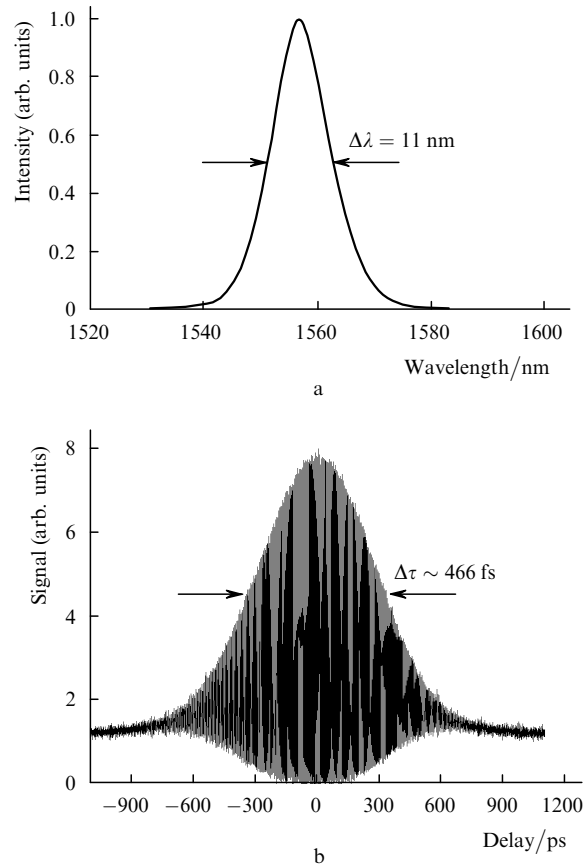 Intensity (arb. units)
1.0
0.8
0.6
0.4
0.2
0
Δλ = 11 nm
1520 1540 1560 1580 1600
Wavelength/nm
a
Signal (arb. units)
8
6
4
2
0
Δτ ∼ 466 fs
−900 −600 −300 0 300 600 900 1200
Delay/ps
b